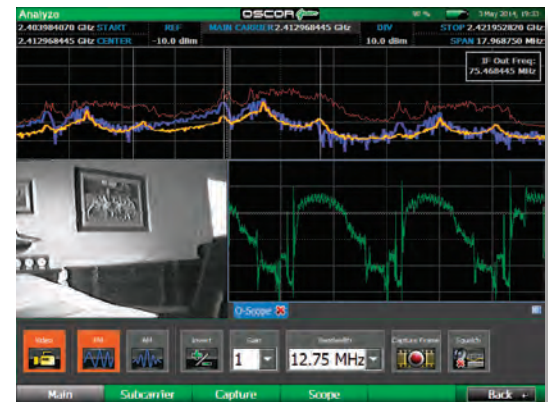 Analyze OSCOR 90 % 3 May 2014, 19:33
2.403984070 GHz START REF MAIN CARRIER 2.412968445 GHz DIV STOP 2.421952820 GHz
2.412968445 GHz CENTER -10.0 dBm 10.0 dBm SPAN 17.968750 MHz
IF Out Freq:
75.468445 MHz
O-Scope
Video FM AM Invert Gain Bandwidth Capture Frame Squelch
1 12.75 MHz
Main Subcarrier Capture Scope Back